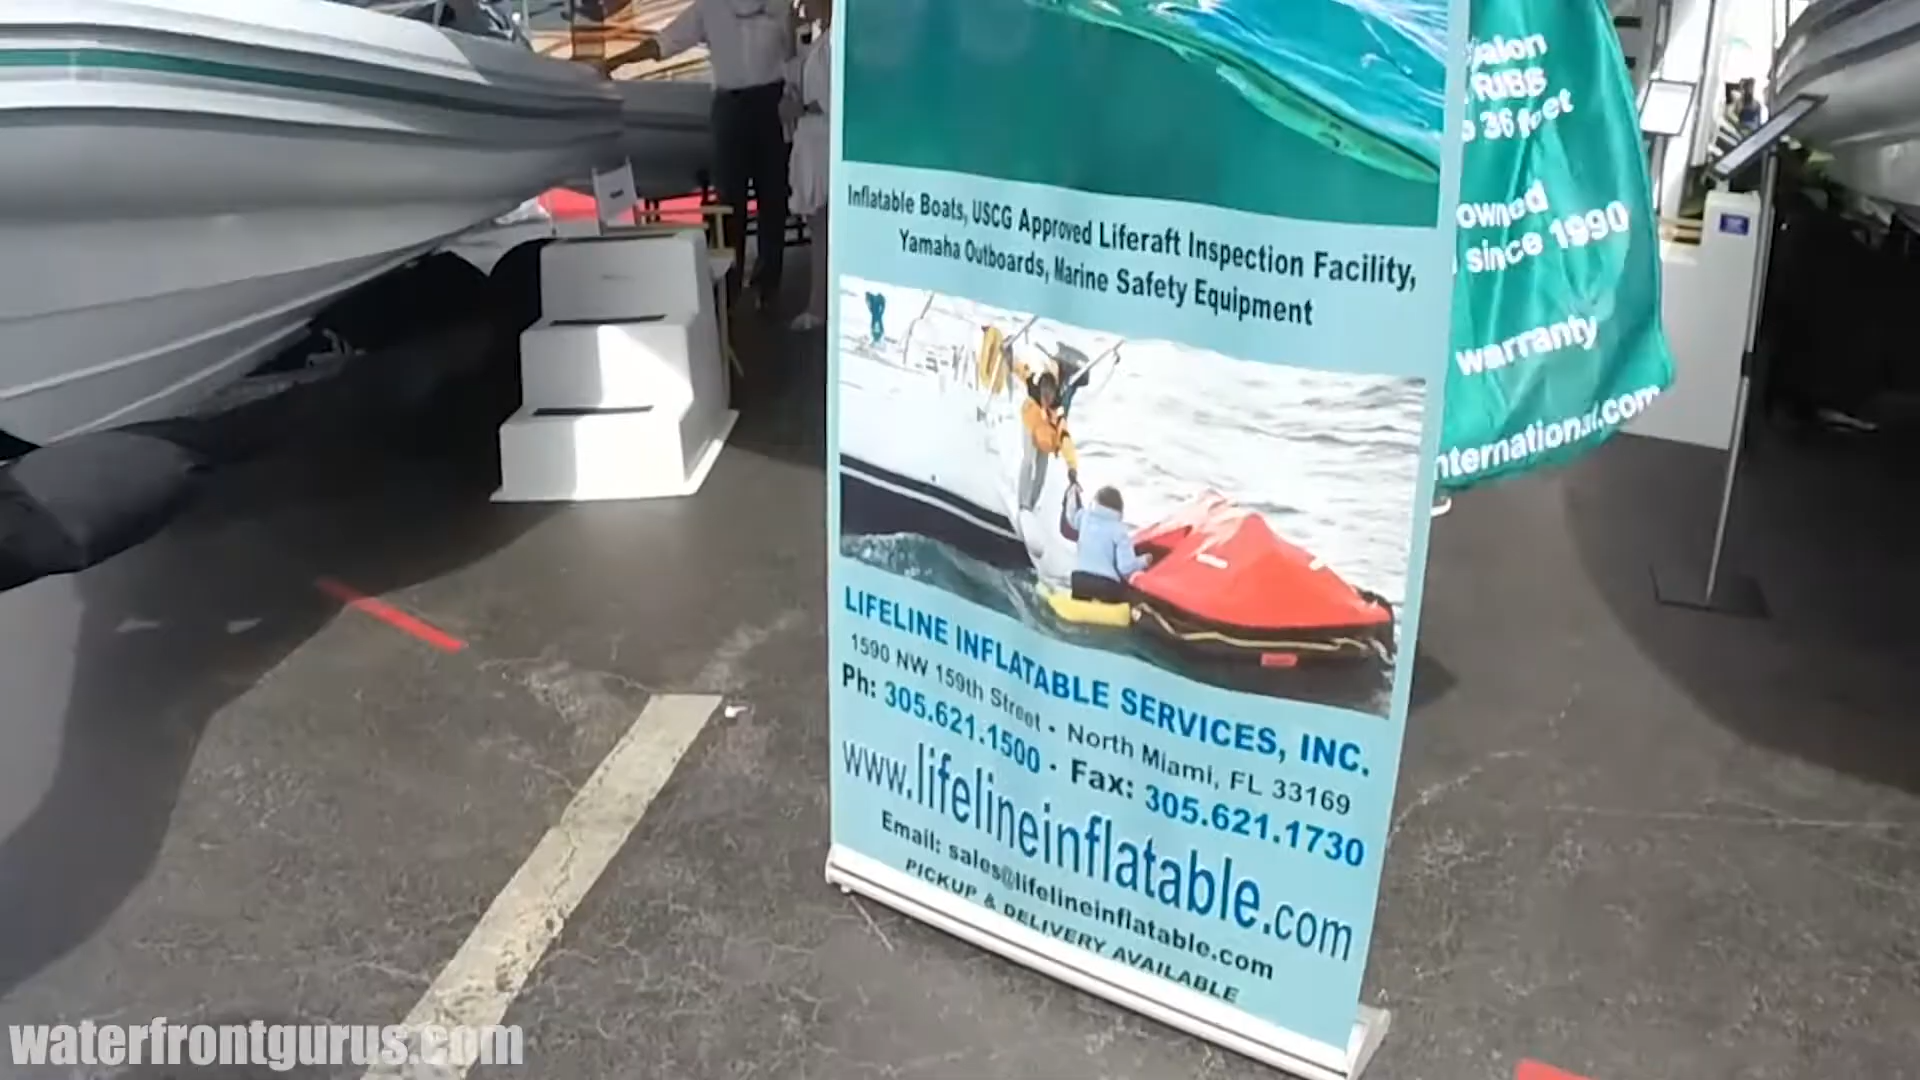 Inflatable Boats, USCG Approved Liferaft Inspection Facility,
Yamaha Outboards, Marine Safety Equipment
LIFELINE INFLATABLE SERVICES, INC.
1590 NW 159th Street • North Miami, FL 33169
Ph: 305.621.1500 • Fax: 305.621.1730
www.lifelineinflatable.com
Email: sales@lifelineinflatable.com
PICKUP & DELIVERY AVAILABLE
RIBS
36 feet
owned
since 1990
warranty
waterfrontgurus.com